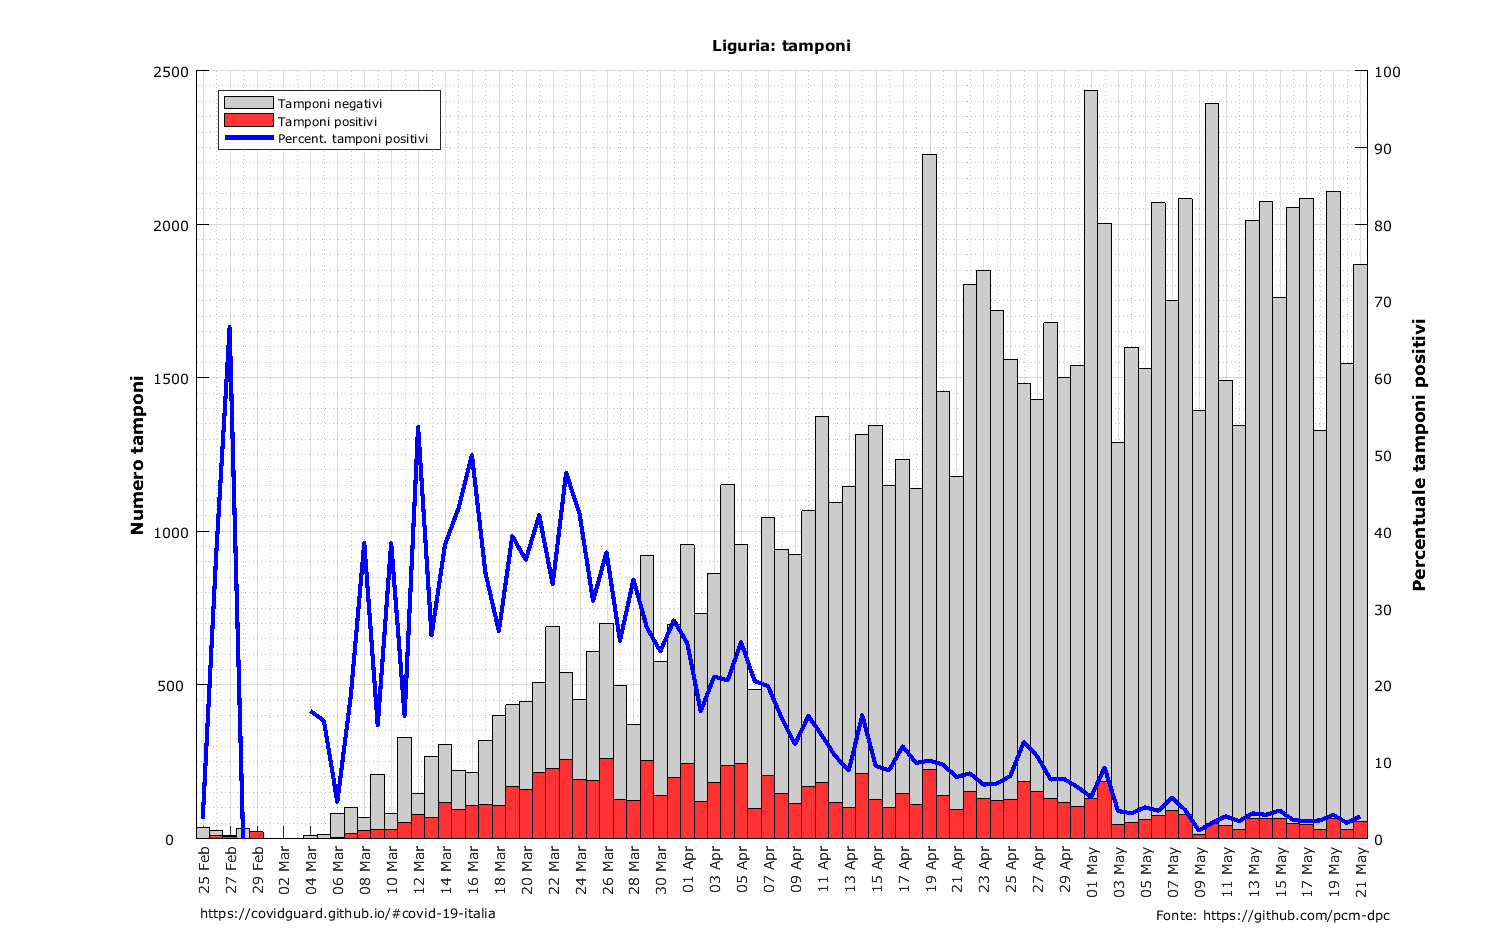 Liguria: tamponi
Tamponi negativi
Tamponi positivi
Percent. tamponi positivi
Numero tamponi
2500
2000
1500
1000
500
0
Percentuale tamponi positivi
100
90
80
70
60
50
40
30
20
10
0
25 Feb
27 Feb
29 Feb
02 Mar
04 Mar
06 Mar
08 Mar
10 Mar
12 Mar
14 Mar
16 Mar
18 Mar
20 Mar
22 Mar
24 Mar
26 Mar
28 Mar
30 Mar
01 Apr
03 Apr
05 Apr
07 Apr
09 Apr
11 Apr
13 Apr
15 Apr
17 Apr
19 Apr
21 Apr
23 Apr
25 Apr
27 Apr
29 Apr
01 May
03 May
05 May
07 May
09 May
11 May
13 May
15 May
17 May
19 May
21 May
https://covidguard.github.io/#covid-19-italia
Fonte: https://github.com/pcm-dpc